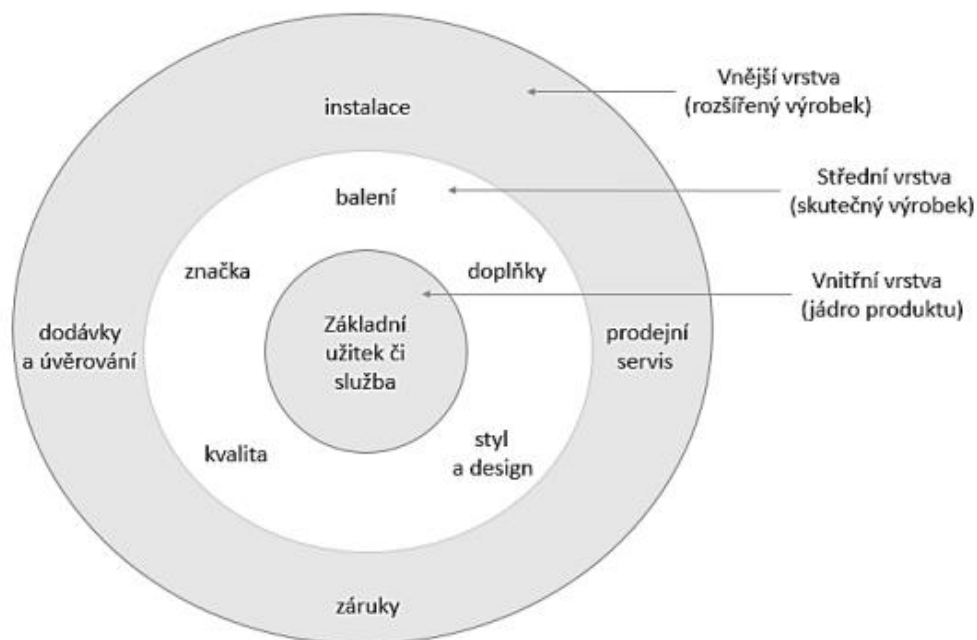 Vnější vrstva
(rozšířený výrobek)
instalace
Střední vrstva
(skutečný výrobek)
balení
značka
doplňky
Vnitřní vrstva
(jádro produktu)
Základní
užitek či
služba
dodávky
a úvěrování
prodejní
servis
kvalita
styl
a design
záruky